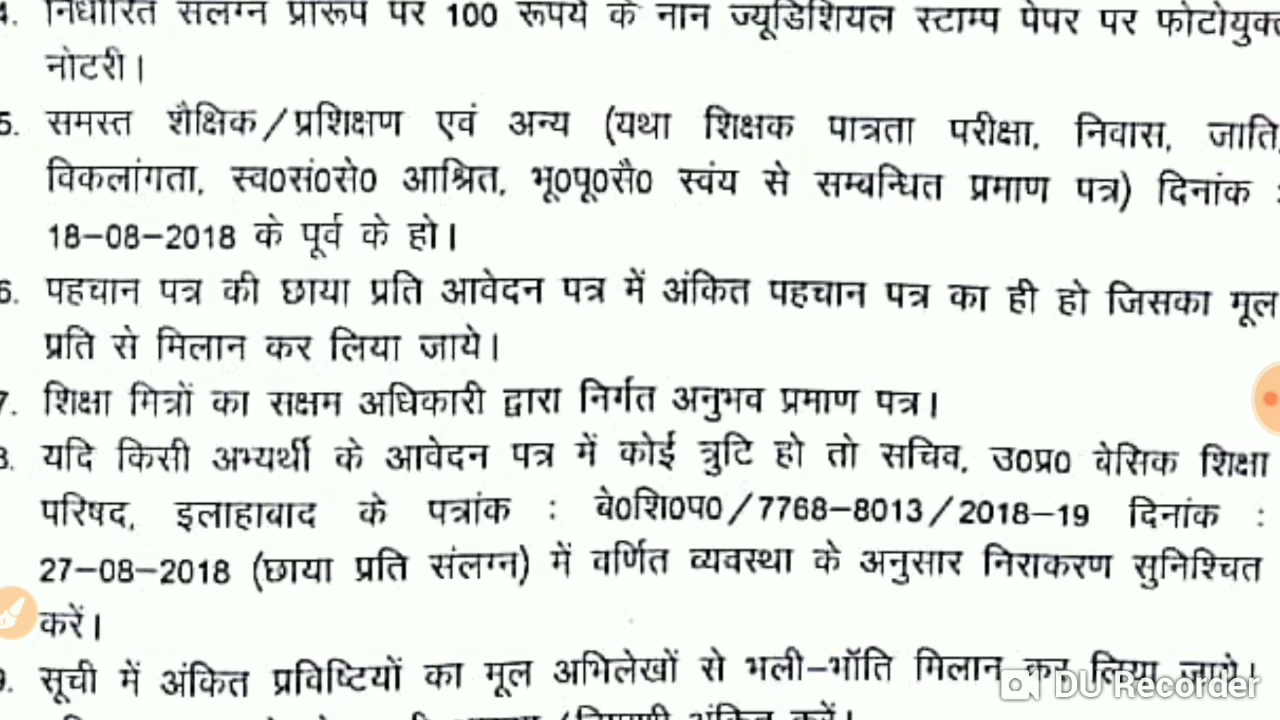 4. निर्धारित संलग्न प्रारूप पर 100 रूपये के नान ज्यूडिशियल स्टाम्प पेपर पर फोटोयुक्त
नोटरी।
5. समस्त शैक्षिक/प्रशिक्षण एवं अन्य (यथा शिक्षक पात्रता परीक्षा, निवास, जाति,
विकलांगता, स्व0सं0से0 आश्रित, भू0पू0सै0 स्वंय से सम्बन्धित प्रमाण पत्र) दिनांक :
18-08-2018 के पूर्व के हो।
6. पहचान पत्र की छाया प्रति आवेदन पत्र में अंकित पहचान पत्र का ही हो जिसका मूल
प्रति से मिलान कर लिया जाये।
7. शिक्षा मित्रों का सक्षम अधिकारी द्वारा निर्गत अनुभव प्रमाण पत्र।
8. यदि किसी अभ्यर्थी के आवेदन पत्र में कोई त्रुटि हो तो सचिव, उ0प्र0 बेसिक शिक्षा
परिषद, इलाहाबाद के पत्रांक : बे0शि0प0/7768-8013/2018-19 दिनांक :
27-08-2018 (छाया प्रति संलग्न) में वर्णित व्यवस्था के अनुसार निराकरण सुनिश्चित
करें।
9. सूची में अंकित प्रविष्टियों का मूल अभिलेखों से भली-भॉति मिलान कर लिया जाये।
अंकित करें।
DU Recorder